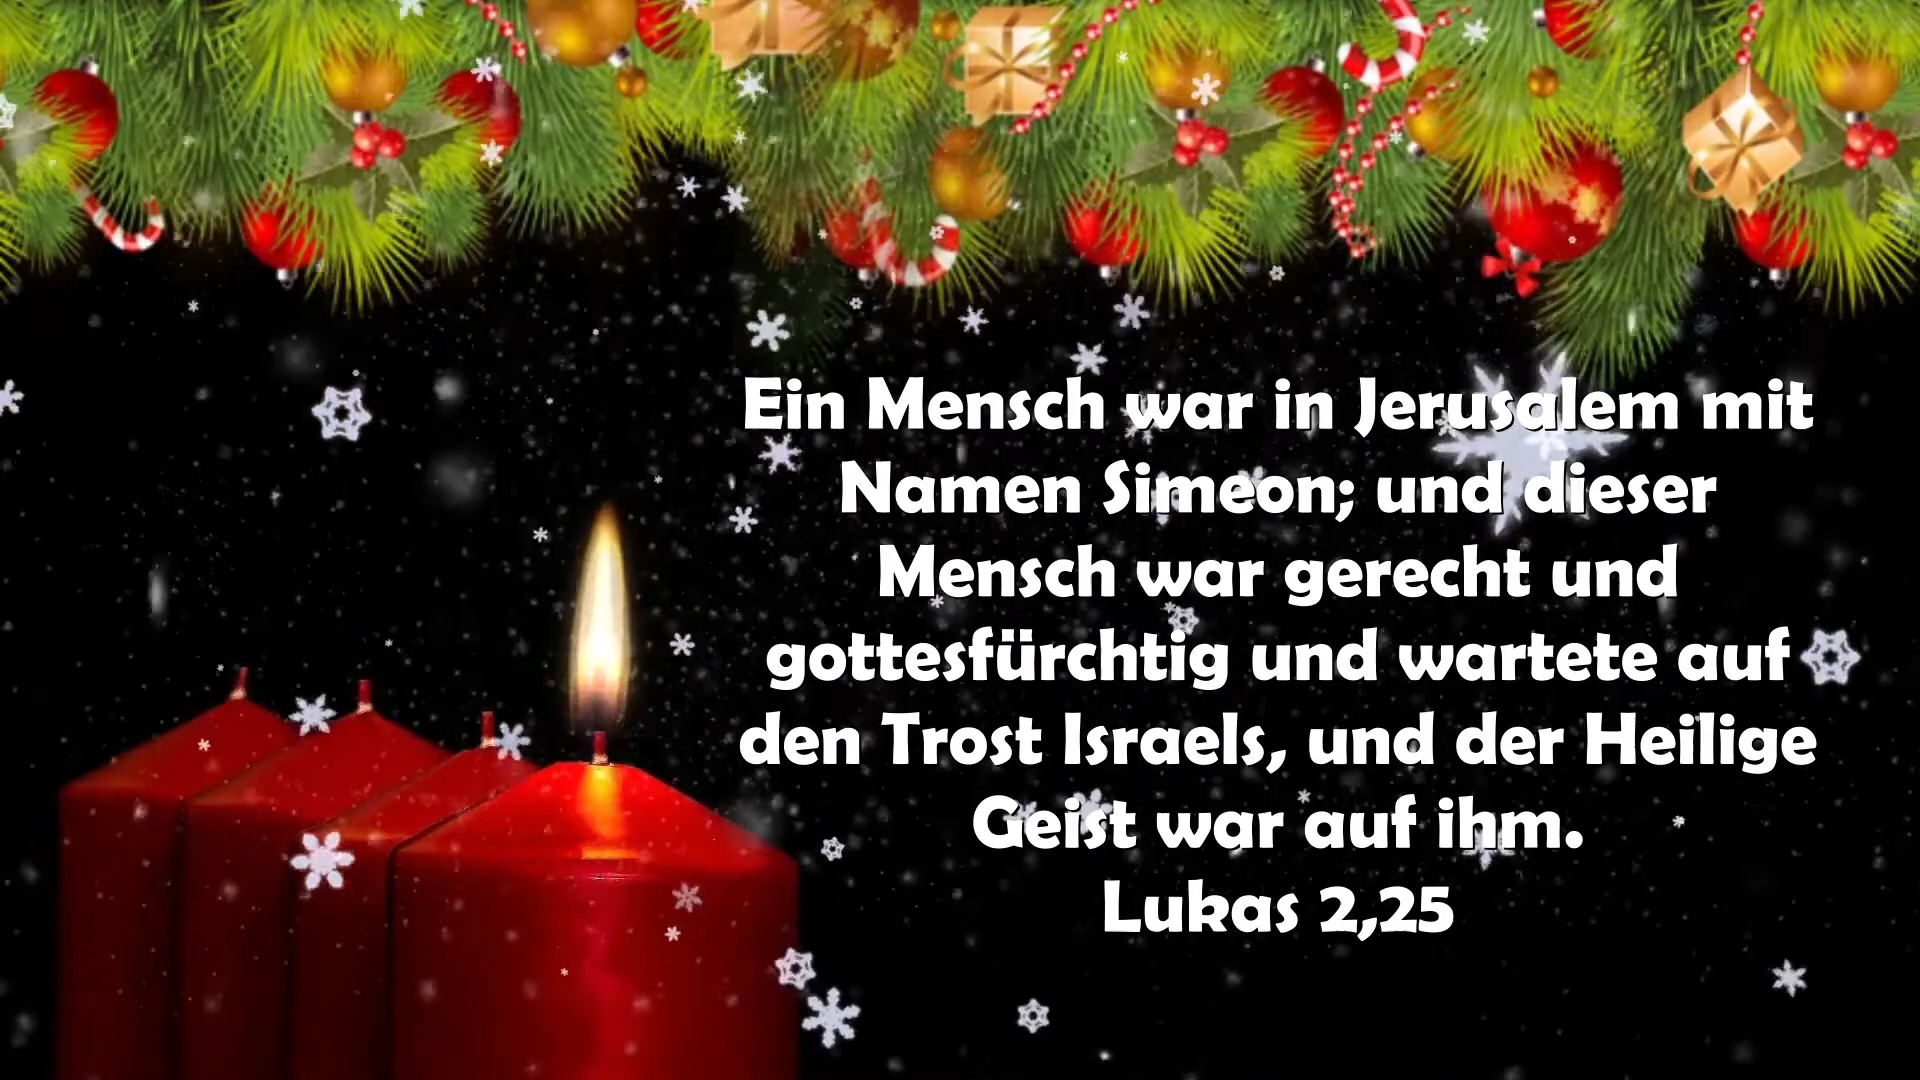 Ein Mensch war in Jerusalem mit
Namen Simeon; und dieser
Mensch war gerecht und
gottesfürchtig und wartete auf
den Trost Israels, und der Heilige
Geist war auf ihm.
Lukas 2,25